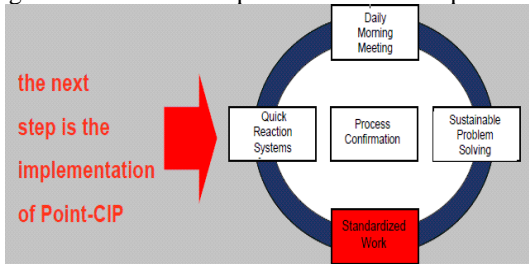 Daily
Morning
Meeting
the next
step is the
implementation
of Point-CIP
Quick
Reaction
Systems
Process
Confirmation
Sustainable
Problem
Solving
Standardized
Work